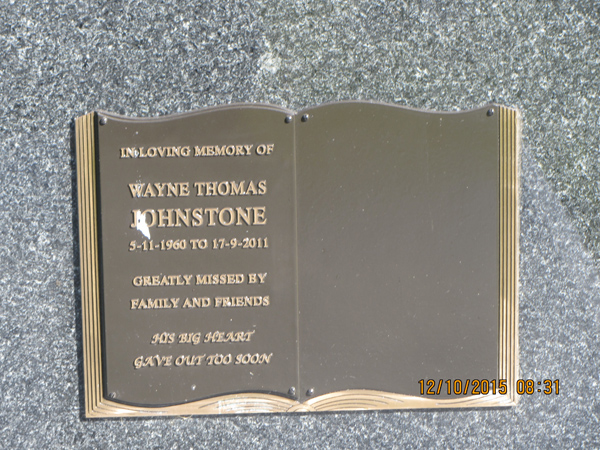 IN LOVING MEMORY OF
WAYNE THOMAS
JOHNSTONE
5-11-1960 TO 17-9-2011
GREATLY MISSED BY
FAMILY AND FRIENDS
HIS BIG HEART
GAVE OUT TOO SOON
12/10/2015 08:31